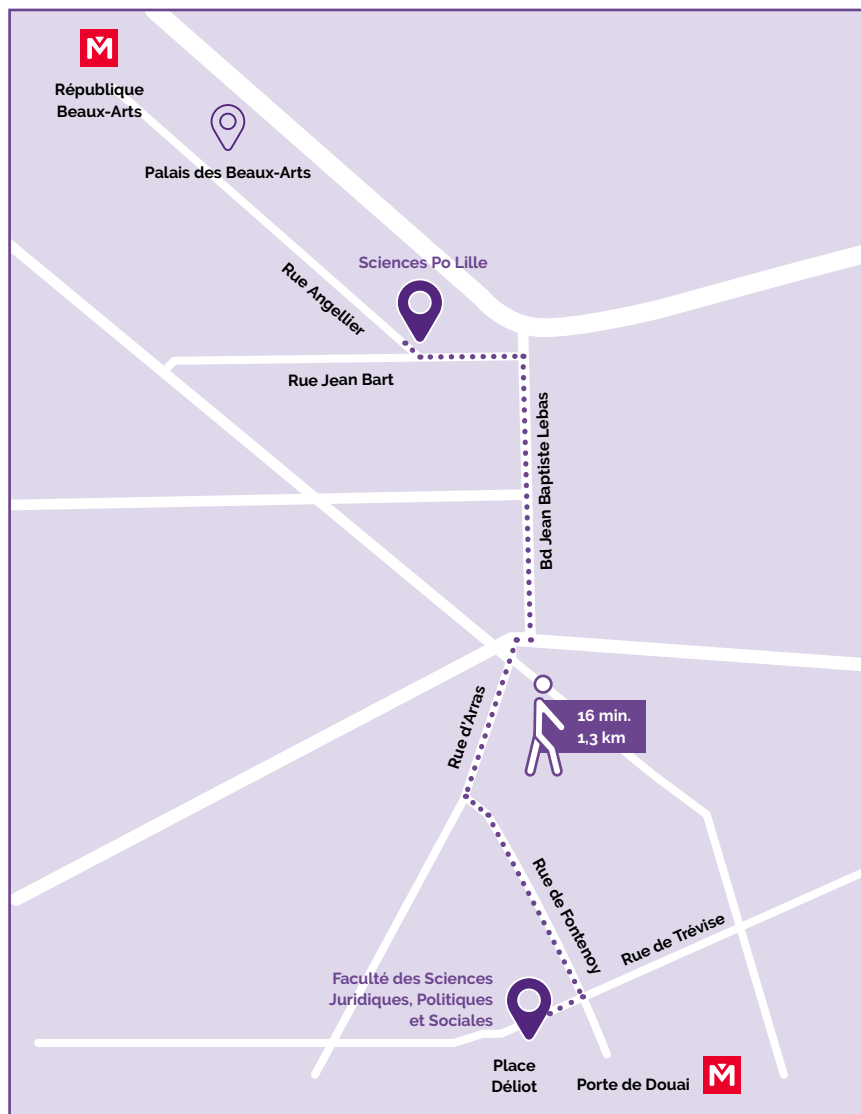 M
République
Beaux-Arts
Palais des Beaux-Arts
Sciences Po Lille
Rue Angellier
Rue Jean Bart
Bd Jean Baptiste Lebas
16 min.
1,3 km
Rue d'Arras
Rue de Fontenoy
Rue de Trévise
Faculté des Sciences
Juridiques, Politiques
et Sociales
Place
Déliot
Porte de Douai
M